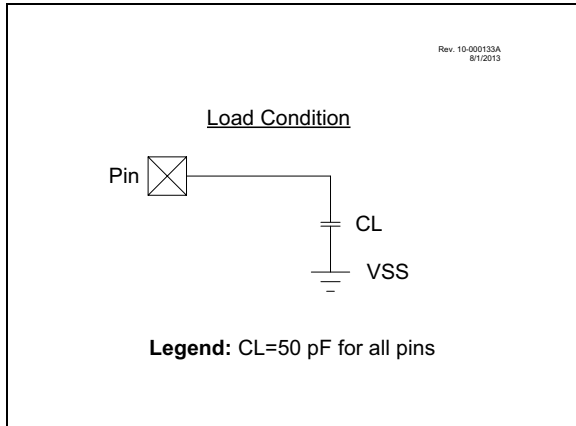 Rev. 10-000133A
8/1/2013
Load Condition
Pin
CL
VSS
Legend: CL=50 pF for all pins